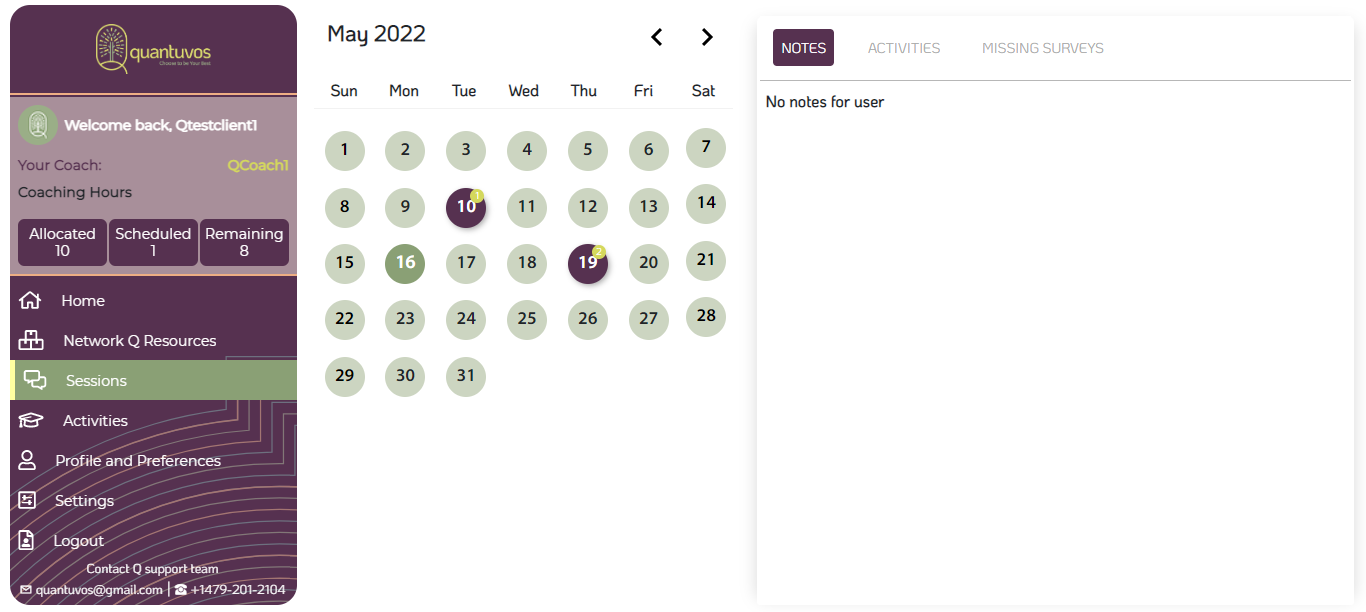 quantuvos
Choose to be Your Best
Welcome back, Qtestclient1
Your Coach: QCoach1
Coaching Hours
Allocated Scheduled Remaining
10 1 8
Home
Network Q Resources
Sessions
Activities
Profile and Preferences
Settings
Logout
Contact Q support team
quantuvos@gmail.com | +1479-201-2104
May 2022
Sun Mon Tue Wed Thu Fri Sat
1 2 3 4 5 6 7
8 9 10 1 11 12 13 14
15 16 17 18 19 2 20 21
22 23 24 25 26 27 28
29 30 31
NOTES ACTIVITIES MISSING SURVEYS
No notes for user